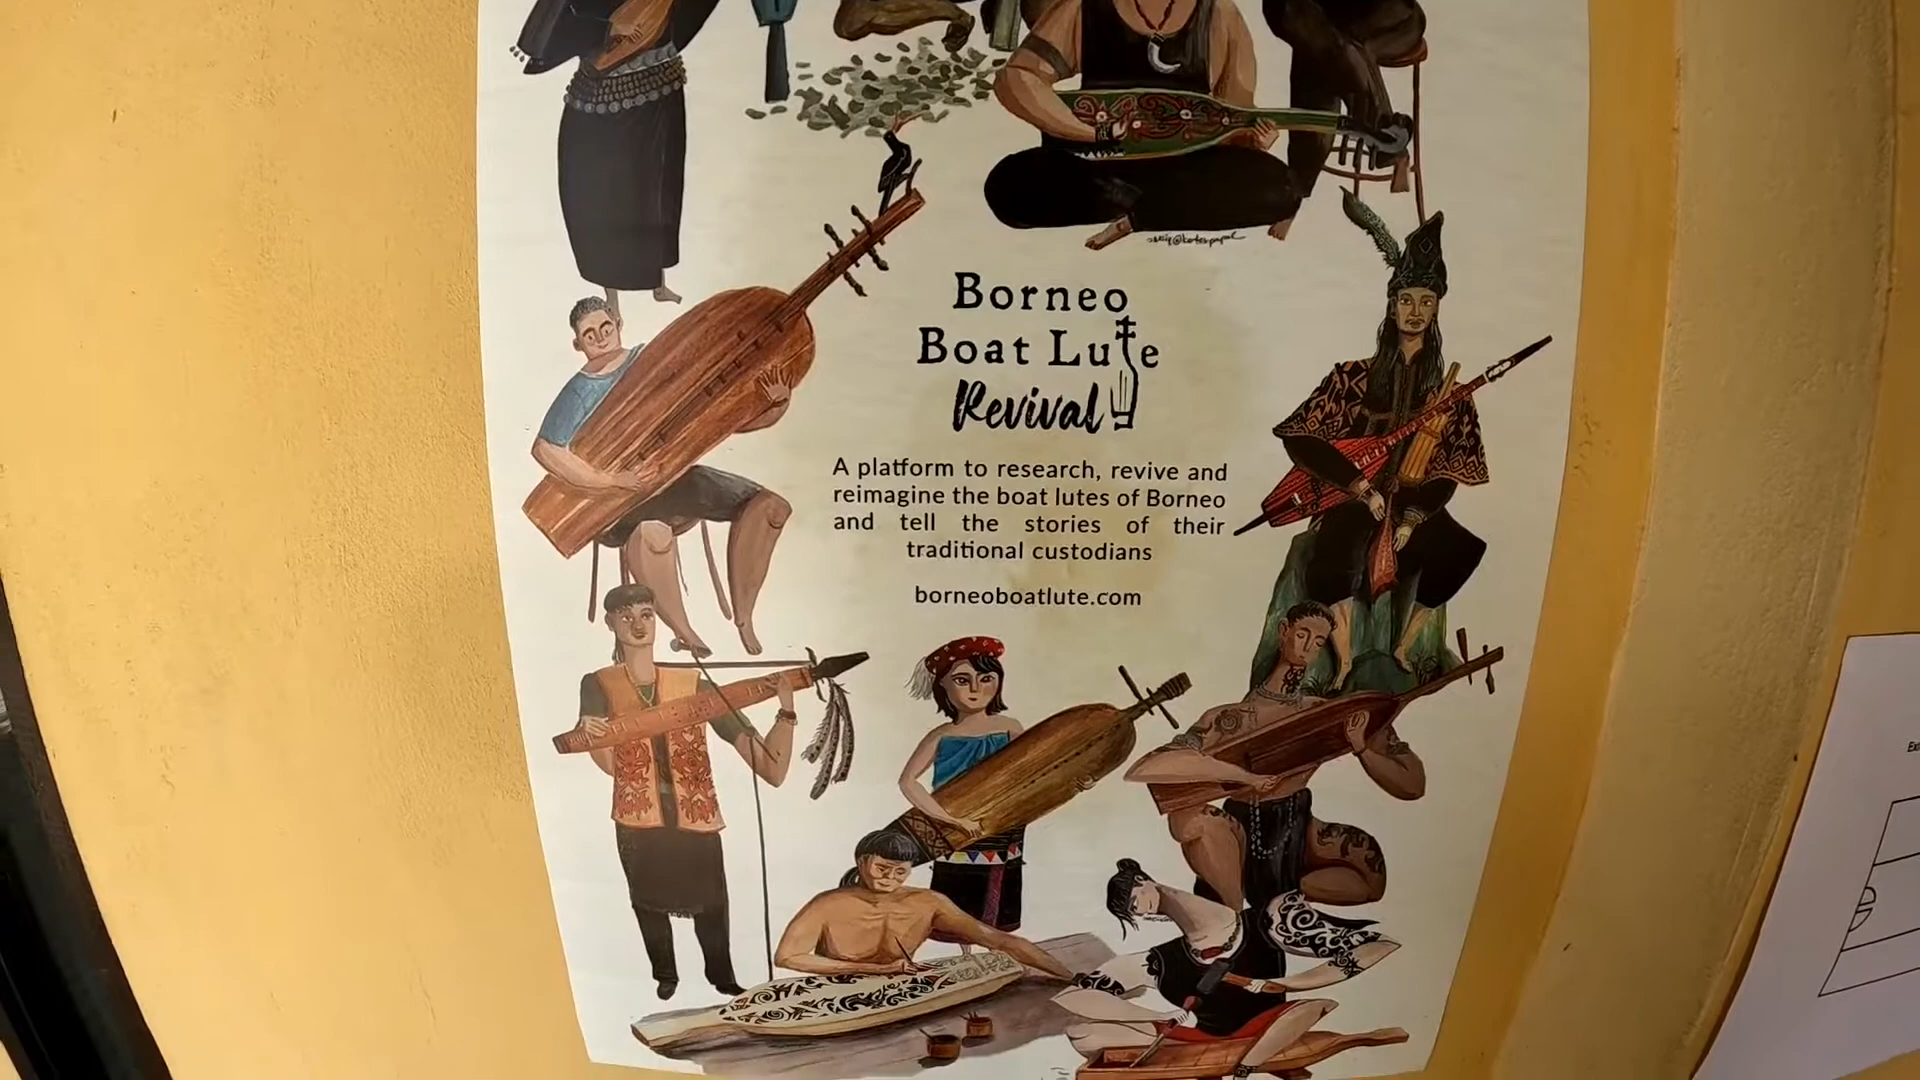 Borneo
Boat Lute
Revival
A platform to research, revive and
reimagine the boat lutes of Borneo
and tell the stories of their
traditional custodians
borneoboatlute.com